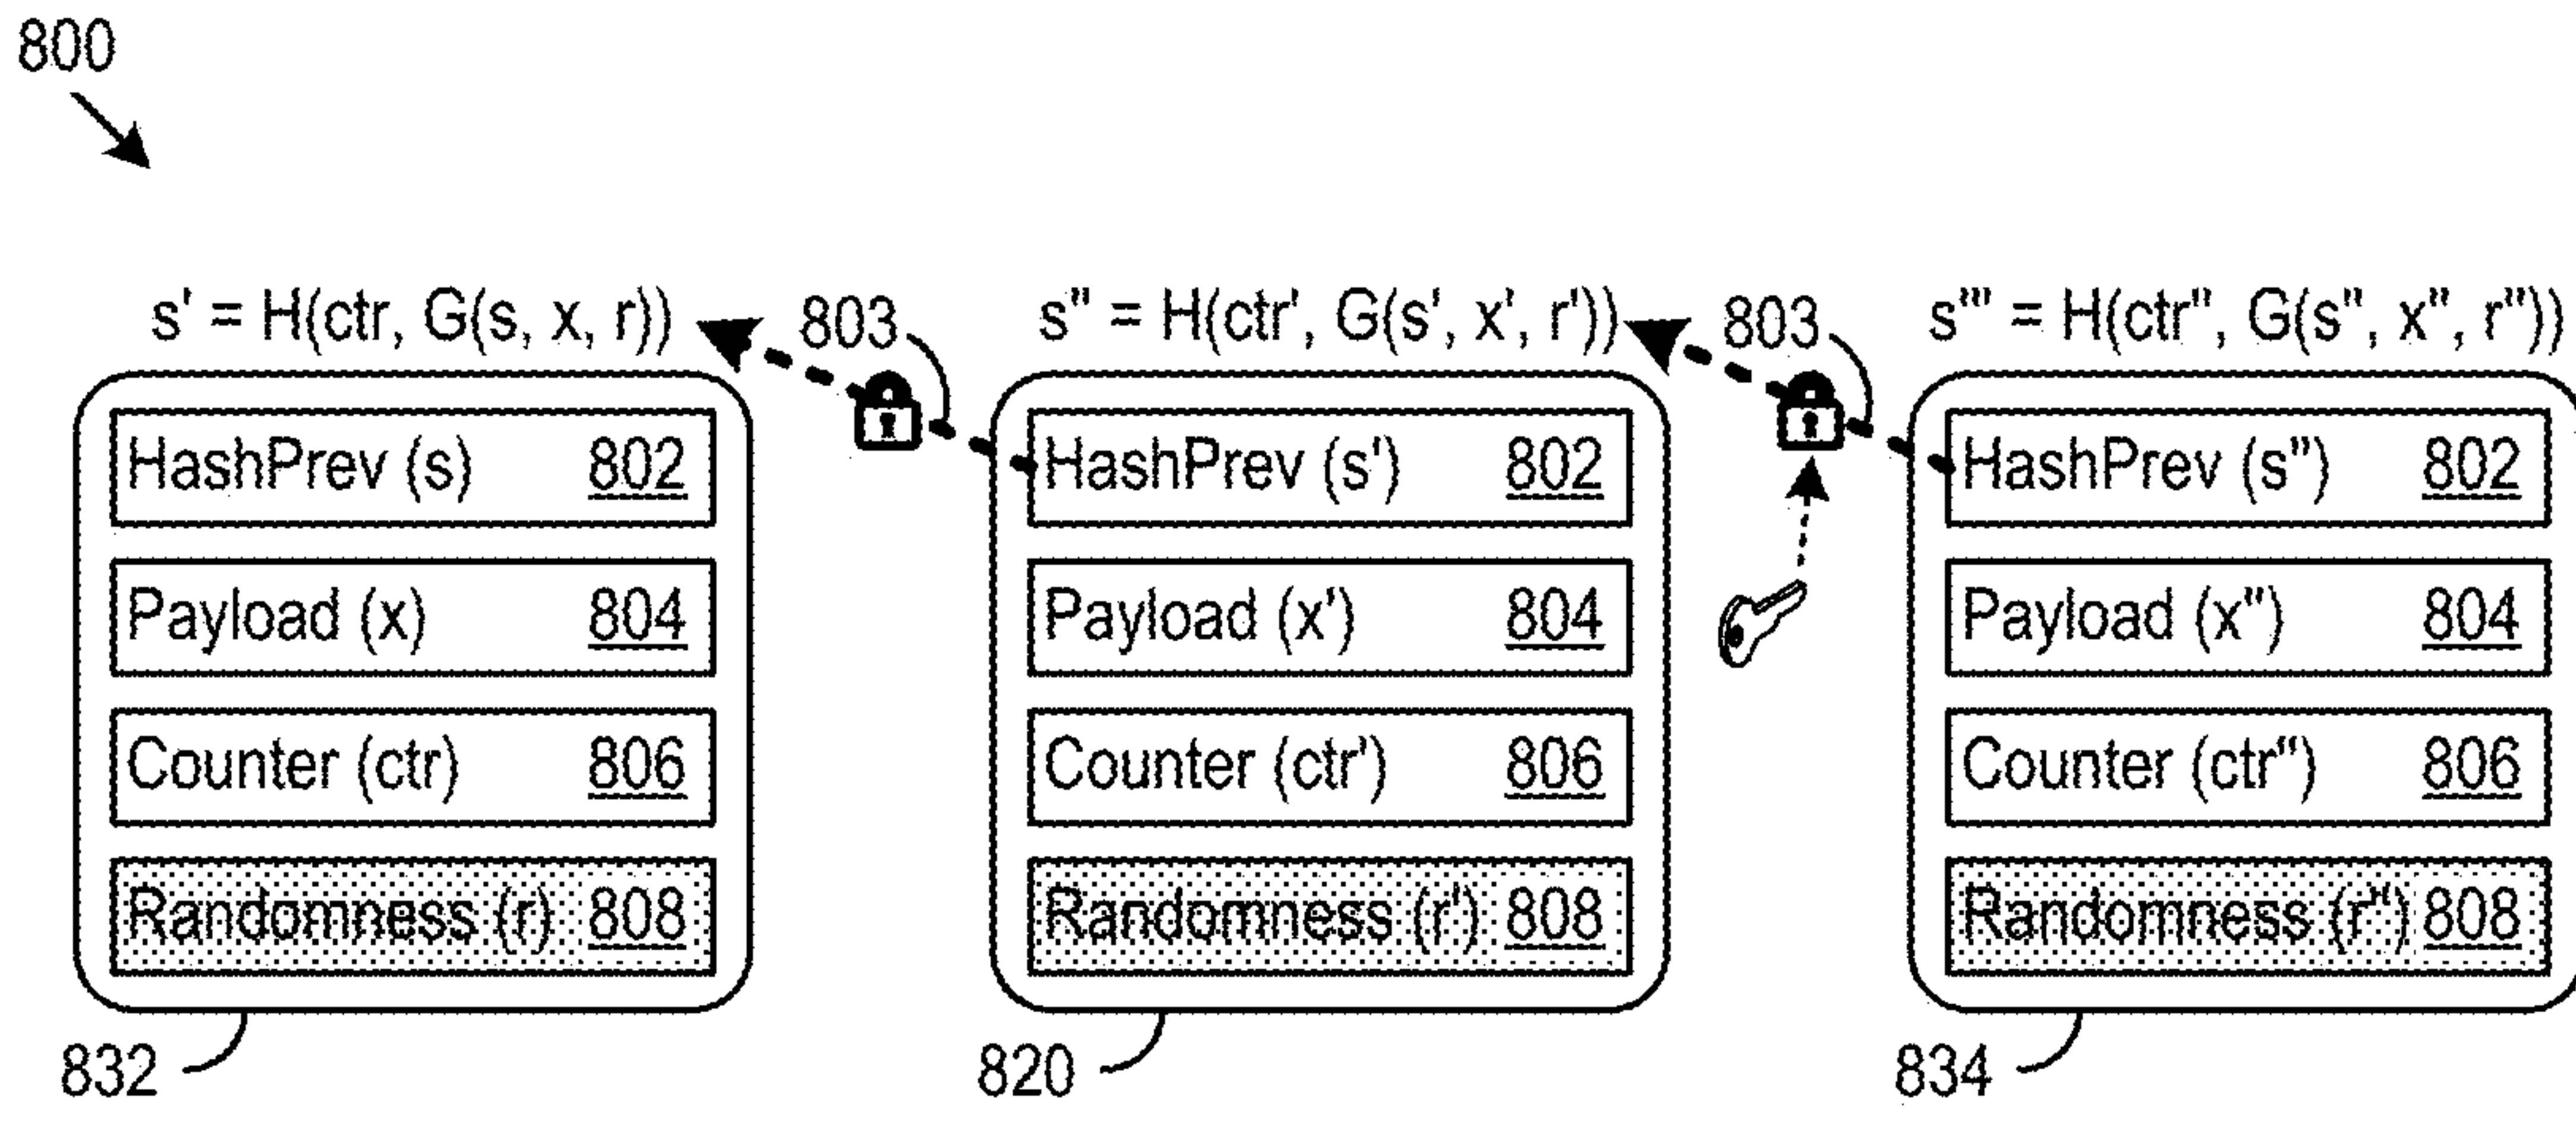 800
s' = H(ctr, G(s, x, r))
803
s" = H(ctr', G(s', x', r'))
803
s"' = H(ctr", G(s", x", r"))
HashPrev (s) 802
HashPrev (s') 802
HashPrev (s") 802
Payload (x) 804
Payload (x') 804
Payload (x") 804
Counter (ctr) 806
Counter (ctr') 806
Counter (ctr") 806
Randomness (r) 808
Randomness (r') 808
Randomness (r") 808
832
820
834